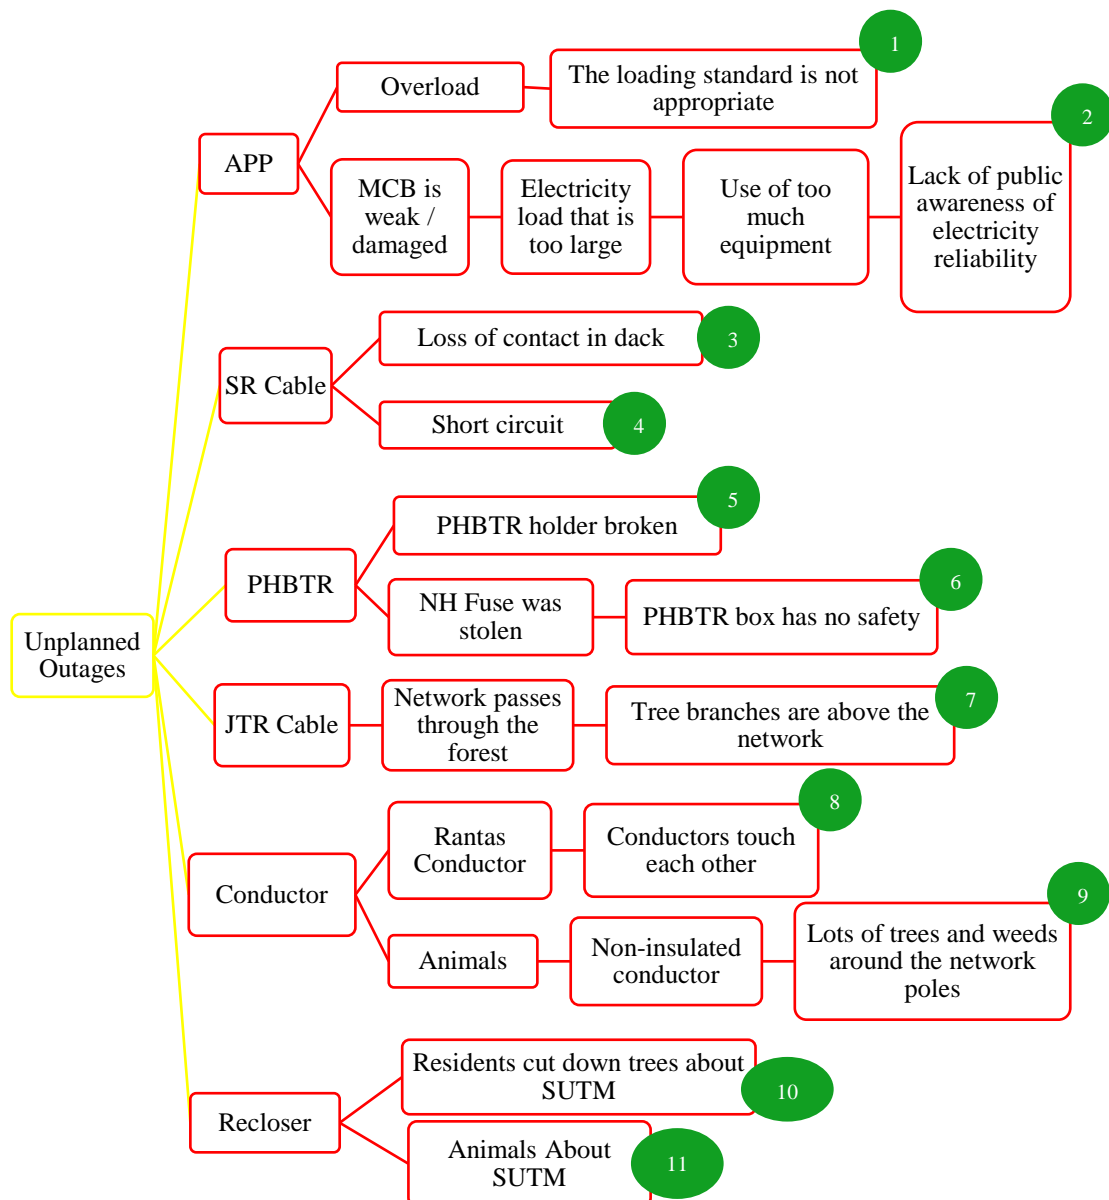 1
Overload
The loading standard is not
appropriate
2
APP
MCB is
weak /
damaged
Electricity
load that is
too large
Use of too
much
equipment
Lack of public
awareness of
electricity
reliability
SR Cable
Loss of contact in dack
3
Short circuit
4
5
PHBTR holder broken
PHBTR
6
NH Fuse was
stolen
PHBTR box has no safety
Unplanned
Outages
7
JTR Cable
Network passes
through the
forest
Tree branches are above the
network
8
Rantas
Conductor
Conductors touch
each other
Conductor
9
Animals
Non-insulated
conductor
Lots of trees and weeds
around the network
poles
Residents cut down trees about
SUTM
10
Recloser
Animals About
SUTM
11